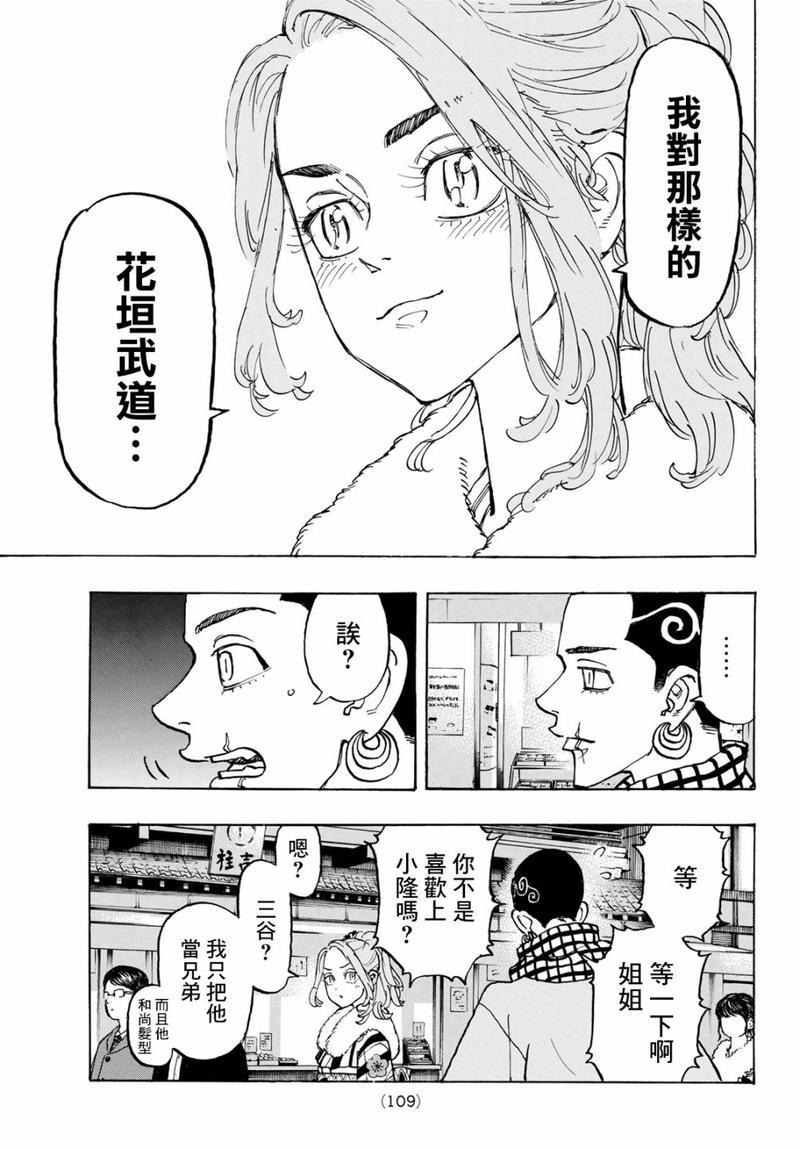 我對那樣的
花垣武道…
……
誒?
等
等一下啊
姐姐
你不是
喜歡上
小隆嗎?
嗯?
三谷?
我只把他
當兄弟
而且他
和尚髮型
(109)